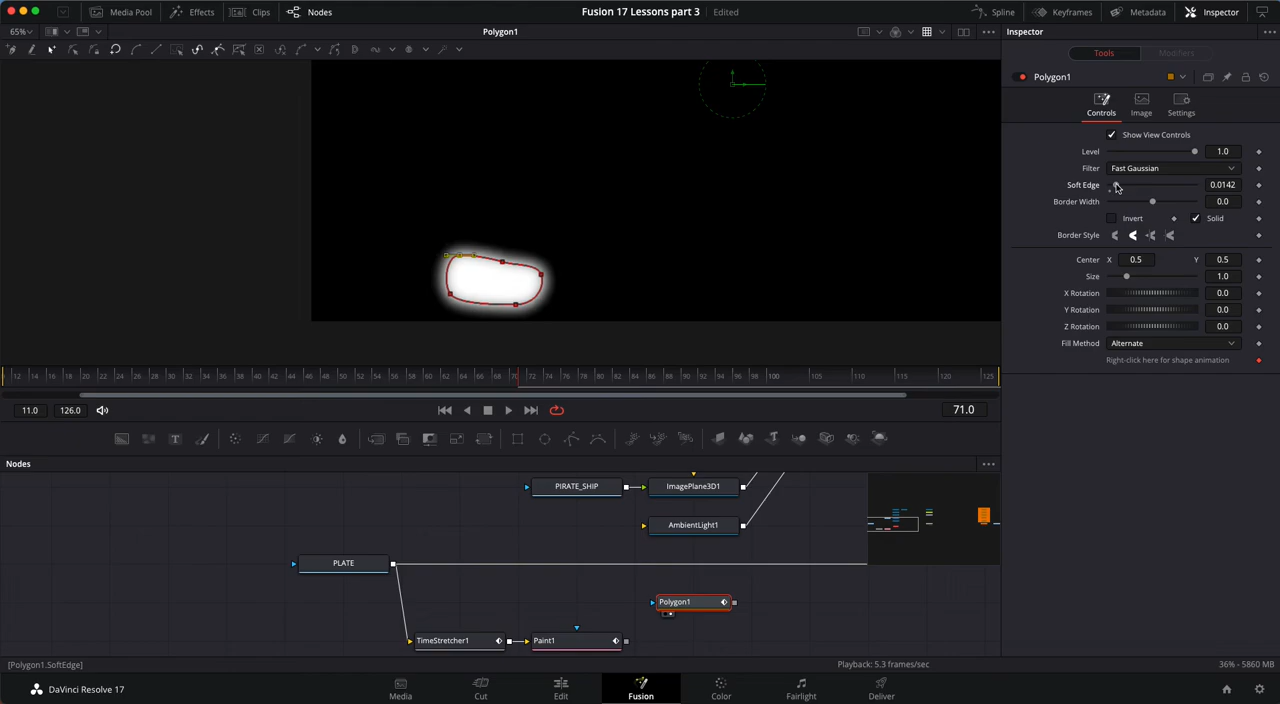 Media Pool Effects Clips Nodes Fusion 17 Lessons part 3 Edited Spline Keyframes Metadata Inspector
65% Polygon1 Inspector
Tools Modifiers
Polygon1
Controls Image Settings
Show View Controls
Level 1.0
Filter Fast Gaussian
Soft Edge 0.0142
Border Width 0.0
Invert Solid
Border Style
Center X 0.5 Y 0.5
Size 1.0
X Rotation 0.0
Y Rotation 0.0
Z Rotation 0.0
Fill Method Alternate
Right-click here for shape animation
12 14 16 18 20 22 24 26 28 30 32 34 36 38 40 42 44 46 48 50 52 54 56 58 60 62 64 66 68 70 72 74 76 78 80 82 84 86 88 90 92 94 96 98 100 105 110 115 120 125
11.0 126.0 71.0
Nodes
PIRATE_SHIP ImagePlane3D1
AmbientLight1
PLATE
Polygon1
TimeStretcher1 Paint1
[Polygon1.SoftEdge] Playback: 5.3 frames/sec 36% - 5860 MB
DaVinci Resolve 17 Media Cut Edit Fusion Color Fairlight Deliver